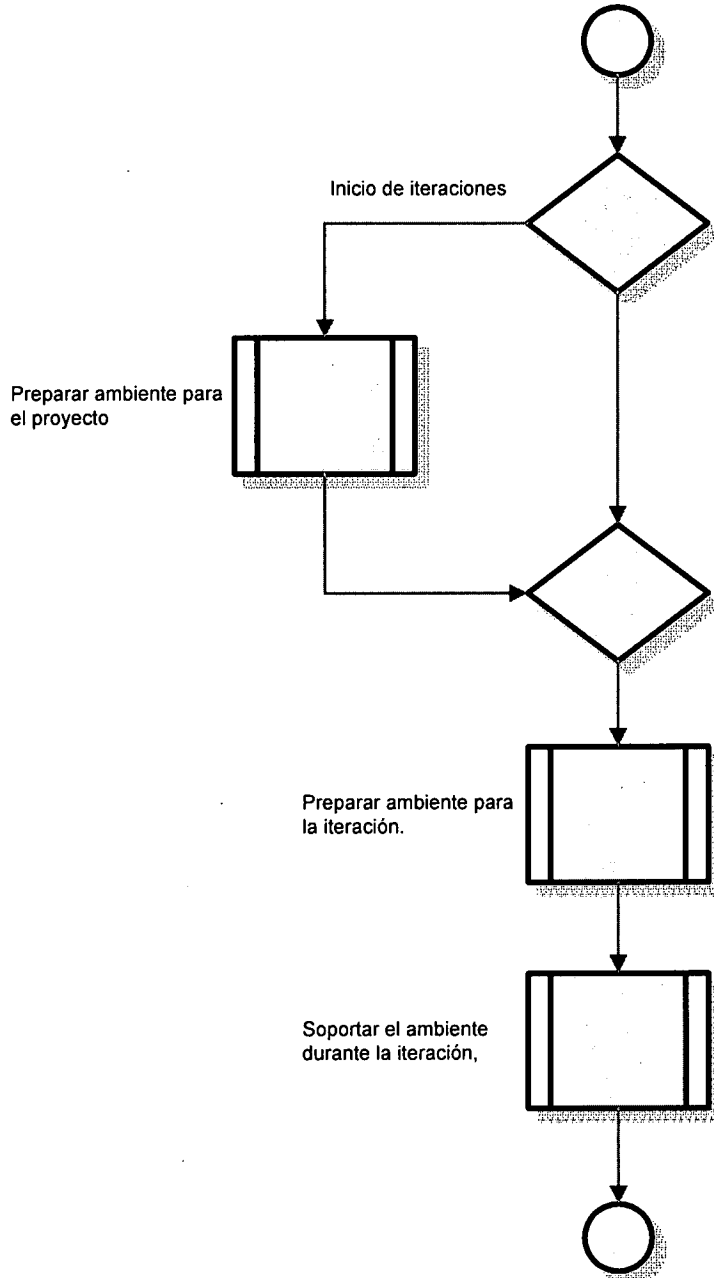 Inicio de iteraciones
Preparar ambiente para
el proyecto
Preparar ambiente para
la iteración.
Soportar el ambiente
durante la iteración,